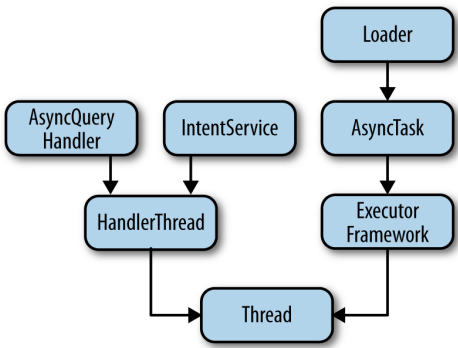 Loader
AsyncQuery
Handler
IntentService
AsyncTask
HandlerThread
Executor
Framework
Thread